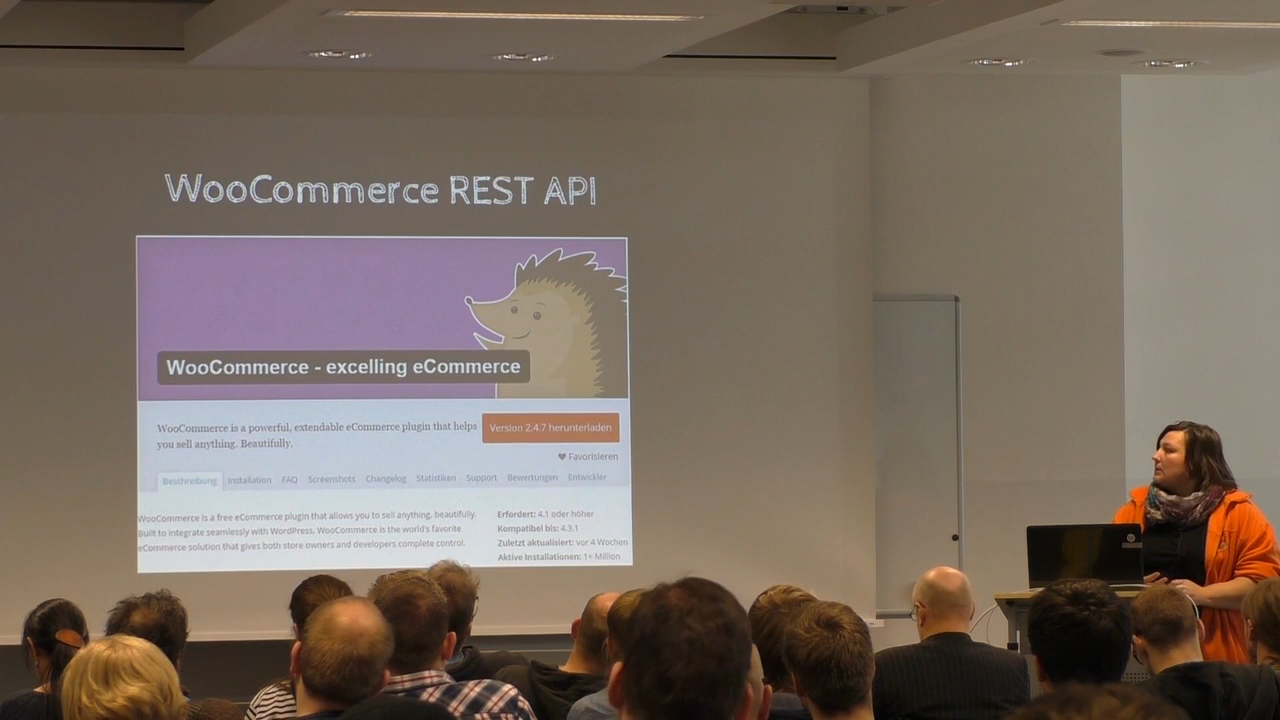 WooCommerce REST API
WooCommerce - excelling eCommerce
WooCommerce is a powerful, extendable eCommerce plugin that helps
you sell anything. Beautifully.
Version 2.4.7 herunterladen
Favorisieren
Beschreibung Installation FAQ Screenshots Changelog Statistiken Support Bewertungen Entwickler
WooCommerce is a free eCommerce plugin that allows you to sell anything, beautifully.
Built to integrate seamlessly with WordPress, WooCommerce is the world's favorite
eCommerce solution that gives both store owners and developers complete control.
Erfordert: 4.1 oder höher
Kompatibel bis: 4.3.1
Zuletzt aktualisiert: vor 4 Wochen
Aktive Installationen: 1+ Million